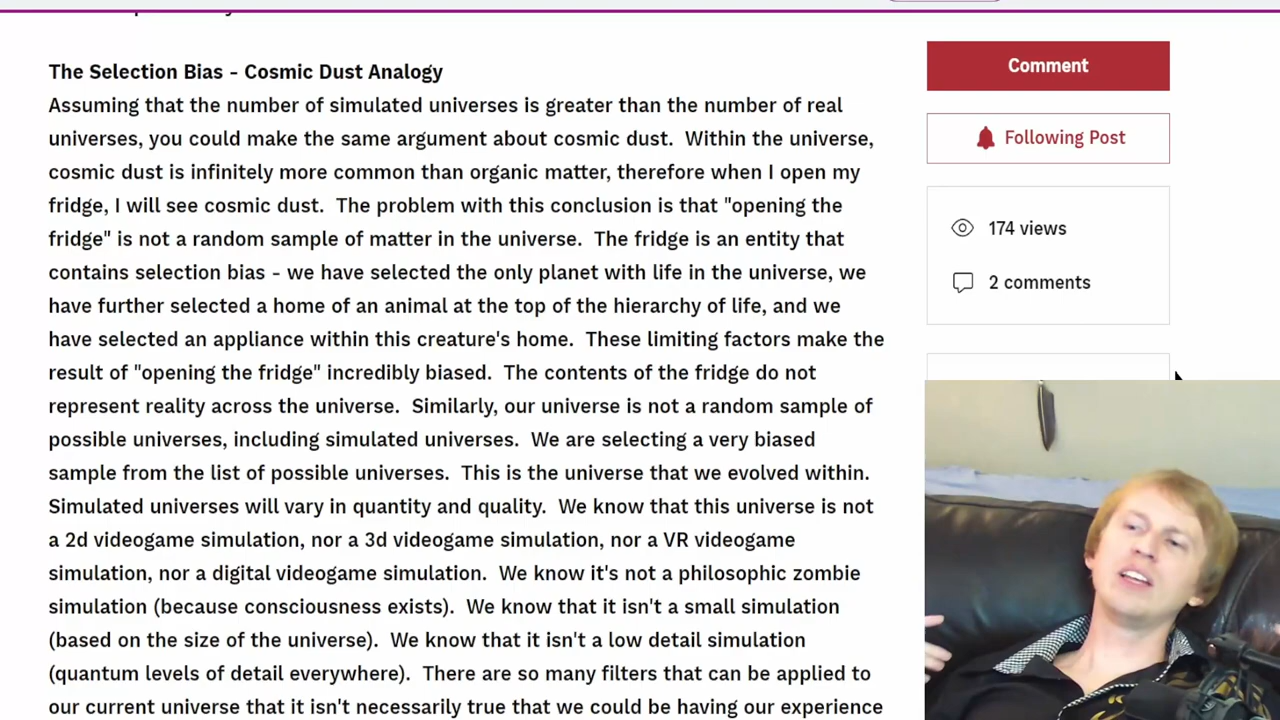 The Selection Bias - Cosmic Dust Analogy
Assuming that the number of simulated universes is greater than the number of real
universes, you could make the same argument about cosmic dust.  Within the universe,
cosmic dust is infinitely more common than organic matter, therefore when I open my
fridge, I will see cosmic dust.  The problem with this conclusion is that "opening the
fridge" is not a random sample of matter in the universe.  The fridge is an entity that
contains selection bias - we have selected the only planet with life in the universe, we
have further selected a home of an animal at the top of the hierarchy of life, and we
have selected an appliance within this creature's home.  These limiting factors make the
result of "opening the fridge" incredibly biased.  The contents of the fridge do not
represent reality across the universe.  Similarly, our universe is not a random sample of
possible universes, including simulated universes.  We are selecting a very biased
sample from the list of possible universes.  This is the universe that we evolved within.
Simulated universes will vary in quantity and quality.  We know that this universe is not
a 2d videogame simulation, nor a 3d videogame simulation, nor a VR videogame
simulation, nor a digital videogame simulation.  We know it's not a philosophic zombie
simulation (because consciousness exists).  We know that it isn't a small simulation
(based on the size of the universe).  We know that it isn't a low detail simulation
(quantum levels of detail everywhere).  There are so many filters that can be applied to
our current universe that it isn't necessarily true that we could be having our experience
Comment
Following Post
174 views
2 comments